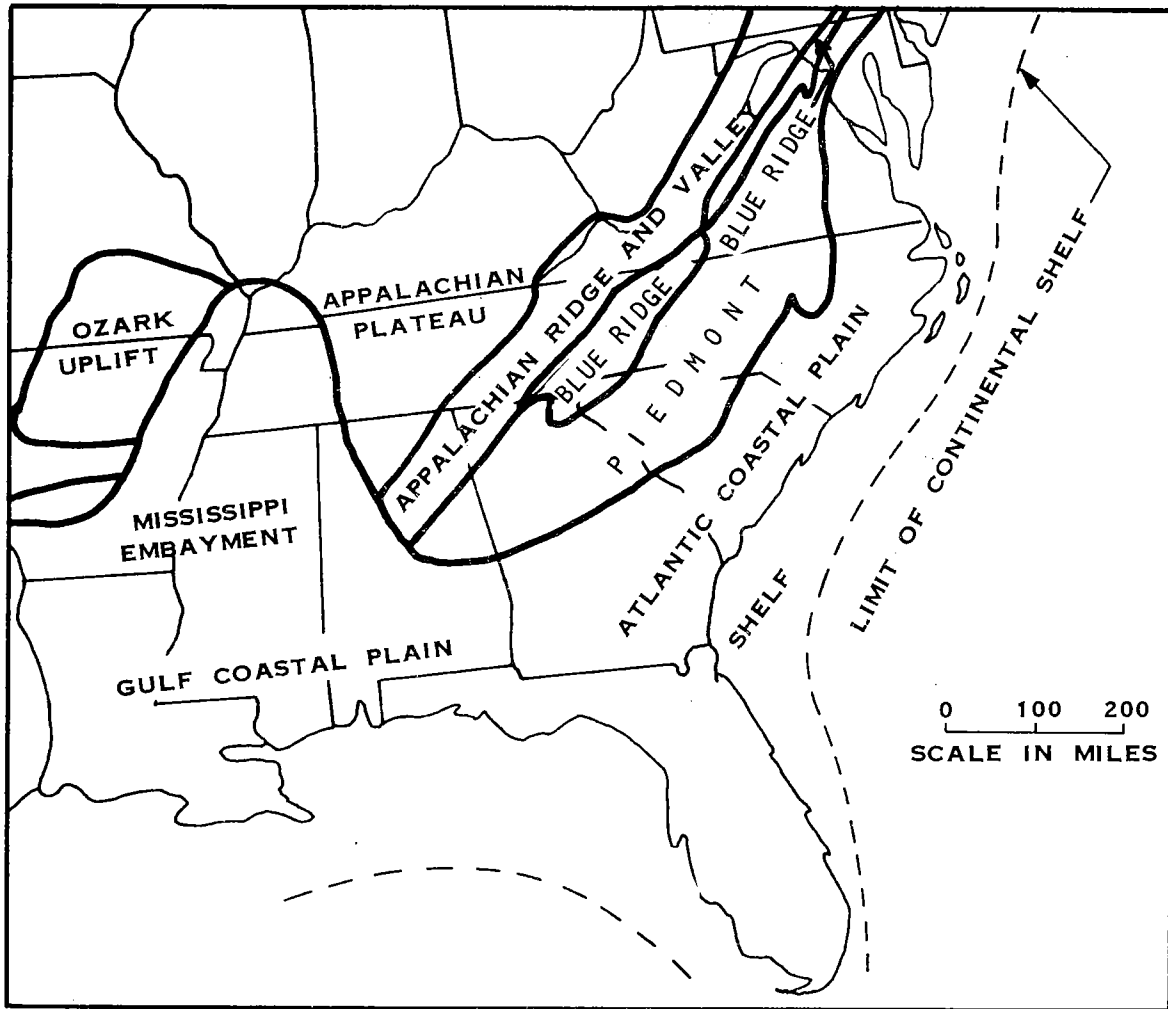 OZARK
UPLIFT
APPALACHIAN
PLATEAU
APPALACHIAN RIDGE AND VALLEY
BLUE RIDGE
BLUE RIDGE
PIEDMONT
ATLANTIC COASTAL PLAIN
SHELF
LIMIT OF CONTINENTAL SHELF
MISSISSIPPI
EMBAYMENT
GULF COASTAL PLAIN
0 100 200
SCALE IN MILES